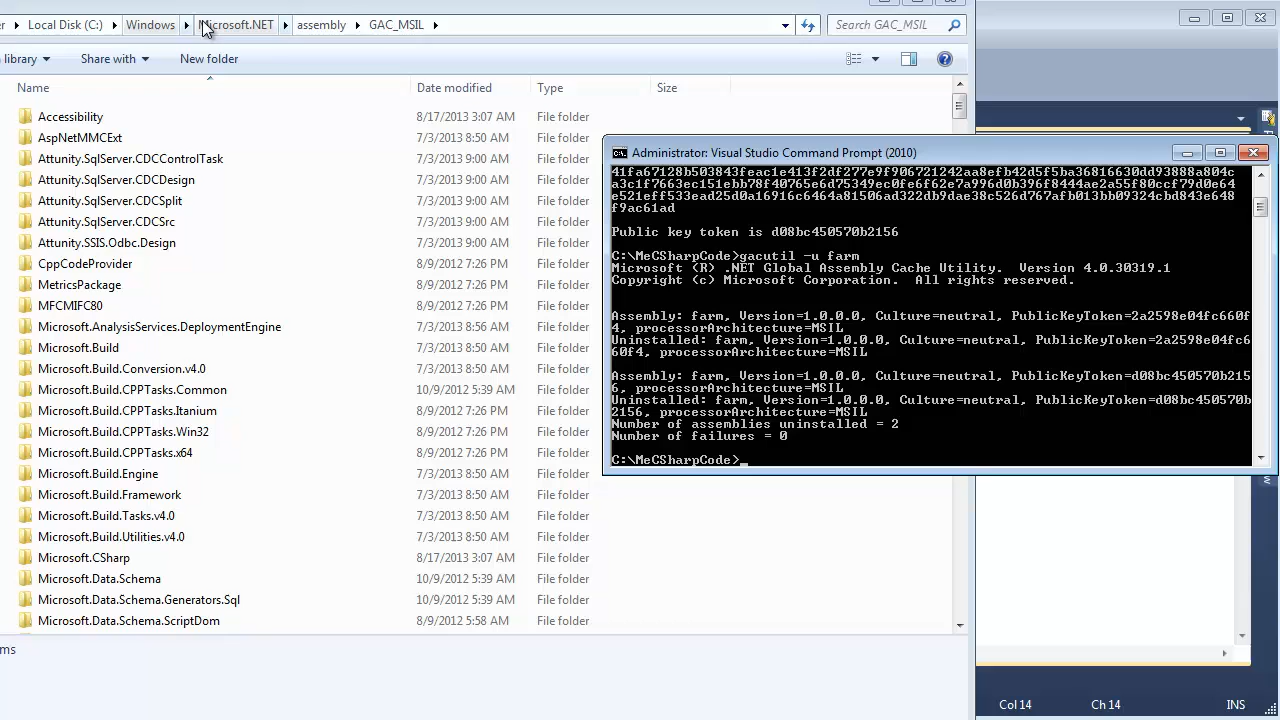 Local Disk (C:) Windows Microsoft.NET assembly GAC_MSIL
Search GAC_MSIL
library Share with New folder
Name Date modified Type Size
Accessibility 8/17/2013 3:07 AM File folder
AspNetMMCExt 7/3/2013 8:50 AM File folder
Attunity.SqlServer.CDCControlTask 7/3/2013 9:00 AM File folder
Attunity.SqlServer.CDCDesign 7/3/2013 9:00 AM File folder
Attunity.SqlServer.CDCSplit 7/3/2013 9:00 AM File folder
Attunity.SqlServer.CDCSrc 7/3/2013 9:00 AM File folder
Attunity.SSIS.Odbc.Design 7/3/2013 9:00 AM File folder
CppCodeProvider 8/9/2012 7:26 PM File folder
MetricsPackage 8/9/2012 7:26 PM File folder
MFCMIFC80 8/9/2012 7:26 PM File folder
Microsoft.AnalysisServices.DeploymentEngine 7/3/2013 8:56 AM File folder
Microsoft.Build 7/3/2013 8:50 AM File folder
Microsoft.Build.Conversion.v4.0 8/9/2012 7:26 PM File folder
Microsoft.Build.CPPTasks.Common 10/9/2012 5:39 AM File folder
Microsoft.Build.CPPTasks.Itanium 8/9/2012 7:26 PM File folder
Microsoft.Build.CPPTasks.Win32 8/9/2012 7:26 PM File folder
Microsoft.Build.CPPTasks.x64 8/9/2012 7:26 PM File folder
Microsoft.Build.Engine 7/3/2013 8:50 AM File folder
Microsoft.Build.Framework 7/3/2013 8:50 AM File folder
Microsoft.Build.Tasks.v4.0 7/3/2013 8:50 AM File folder
Microsoft.Build.Utilities.v4.0 7/3/2013 8:50 AM File folder
Microsoft.CSharp 8/17/2013 3:07 AM File folder
Microsoft.Data.Schema 10/9/2012 5:39 AM File folder
Microsoft.Data.Schema.Generators.Sql 10/9/2012 5:39 AM File folder
Microsoft.Data.Schema.ScriptDom 8/9/2012 5:58 AM File folder
ms
Administrator: Visual Studio Command Prompt (2010)
41fa67128b503843feac1e413f2df277e9f906721242aa8efb42d5f5ba36816630dd93888a804c
a3c1f7663ec151ebb78f40765e6d75349ec0fe6f62e7a996d0b396f8444ae2a55f80ccf79d0e64
e521eff533ead25d0a16916c6464a81506ad322db9dae38c526d767afb013bb09324cbd843e648
f9ac61ad
Public key token is d08bc450570b2156
C:\MeCSharpCode>gacutil -u farm
Microsoft (R) .NET Global Assembly Cache Utility.  Version 4.0.30319.1
Copyright (c) Microsoft Corporation.  All rights reserved.
Assembly: farm, Version=1.0.0.0, Culture=neutral, PublicKeyToken=2a2598e04fc660f
4, processorArchitecture=MSIL
Uninstalled: farm, Version=1.0.0.0, Culture=neutral, PublicKeyToken=2a2598e04fc6
60f4, processorArchitecture=MSIL
Assembly: farm, Version=1.0.0.0, Culture=neutral, PublicKeyToken=d08bc450570b215
6, processorArchitecture=MSIL
Uninstalled: farm, Version=1.0.0.0, Culture=neutral, PublicKeyToken=d08bc450570b
2156, processorArchitecture=MSIL
Number of assemblies uninstalled = 2
Number of failures = 0
C:\MeCSharpCode>_
Col 14 Ch 14 INS